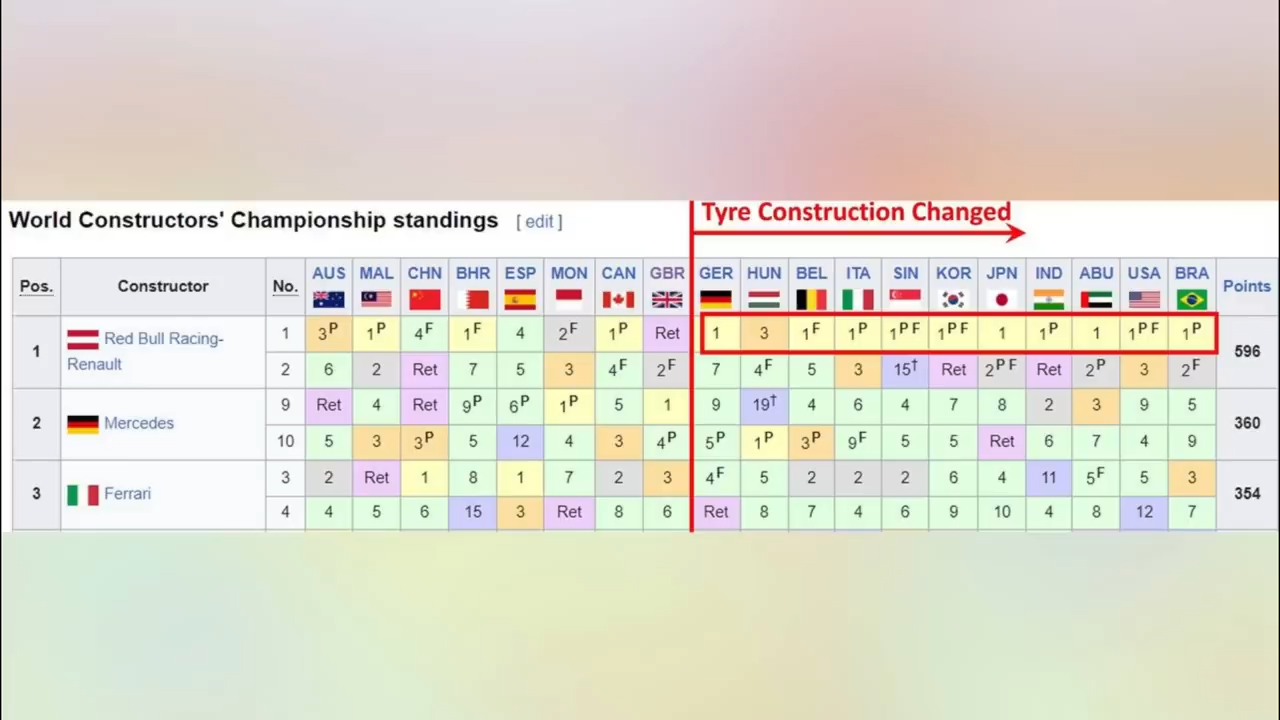 Tyre Construction Changed
World Constructors' Championship standings [ edit ]
Pos. Constructor No. AUS MAL CHN BHR ESP MON CAN GBR GER HUN BEL ITA SIN KOR JPN IND ABU USA BRA Points
1 Red Bull Racing-Renault 1 3P 1P 4F 1F 4 2F 1P Ret 1 3 1F 1P 1PF 1PF 1 1P 1 1PF 1P 596
2 6 2 Ret 7 5 3 4F 2F 7 4F 5 3 15† Ret 2PF Ret 2P 3 2F
2 Mercedes 9 Ret 4 Ret 9P 6P 1P 5 1 9 19† 4 6 4 7 8 2 3 9 5 360
10 5 3 3P 5 12 4 3 4P 5P 1P 3P 9F 5 5 Ret 6 7 4 9
3 Ferrari 3 2 Ret 1 8 1 7 2 3 4F 5 2 2 2 6 4 11 5F 5 3 354
4 4 5 6 15 3 Ret 8 6 Ret 8 7 4 6 9 10 4 8 12 7